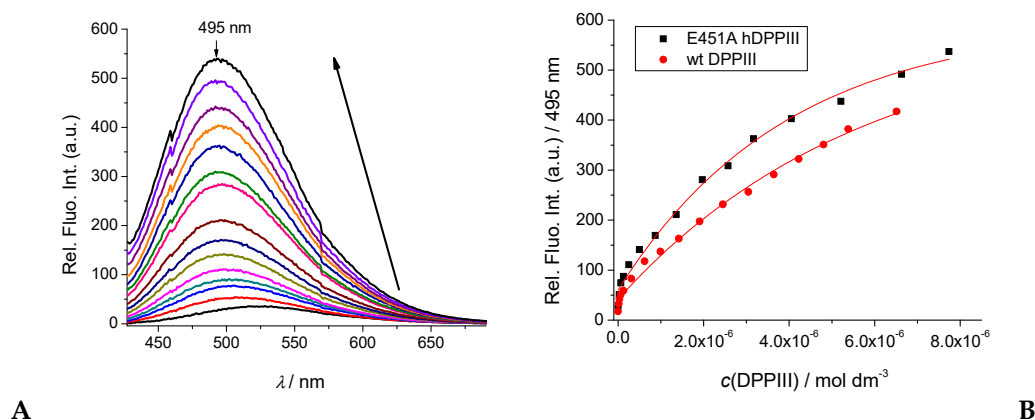 495 nm
600
500
400
300
200
100
0
Rel. Fluo. Int. (a.u.)
450 500 550 600 650
λ / nm
A
E451A hDPPIII
wt DPPIII
600
500
400
300
200
100
0
Rel. Fluo. Int. (a.u.) / 495 nm
0.0 2.0x10⁻⁶ 4.0x10⁻⁶ 6.0x10⁻⁶ 8.0x10⁻⁶
c(DPPIII) / mol dm⁻³
B